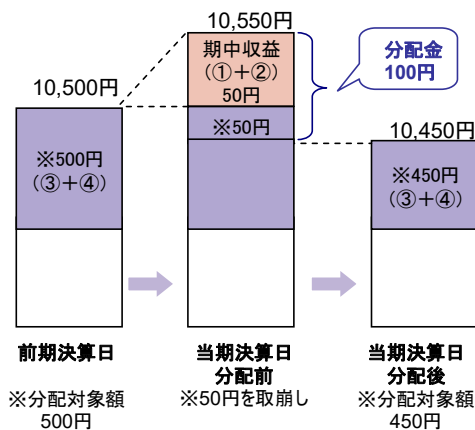 10,550円
期中収益
(①+②)
50円
分配金
100円
10,500円
※50円
10,450円
※500円
(③+④)
※450円
(③+④)
前期決算日
当期決算日
分配前
当期決算日
分配後
※分配対象額
500円
※50円を取崩し
※分配対象額
450円